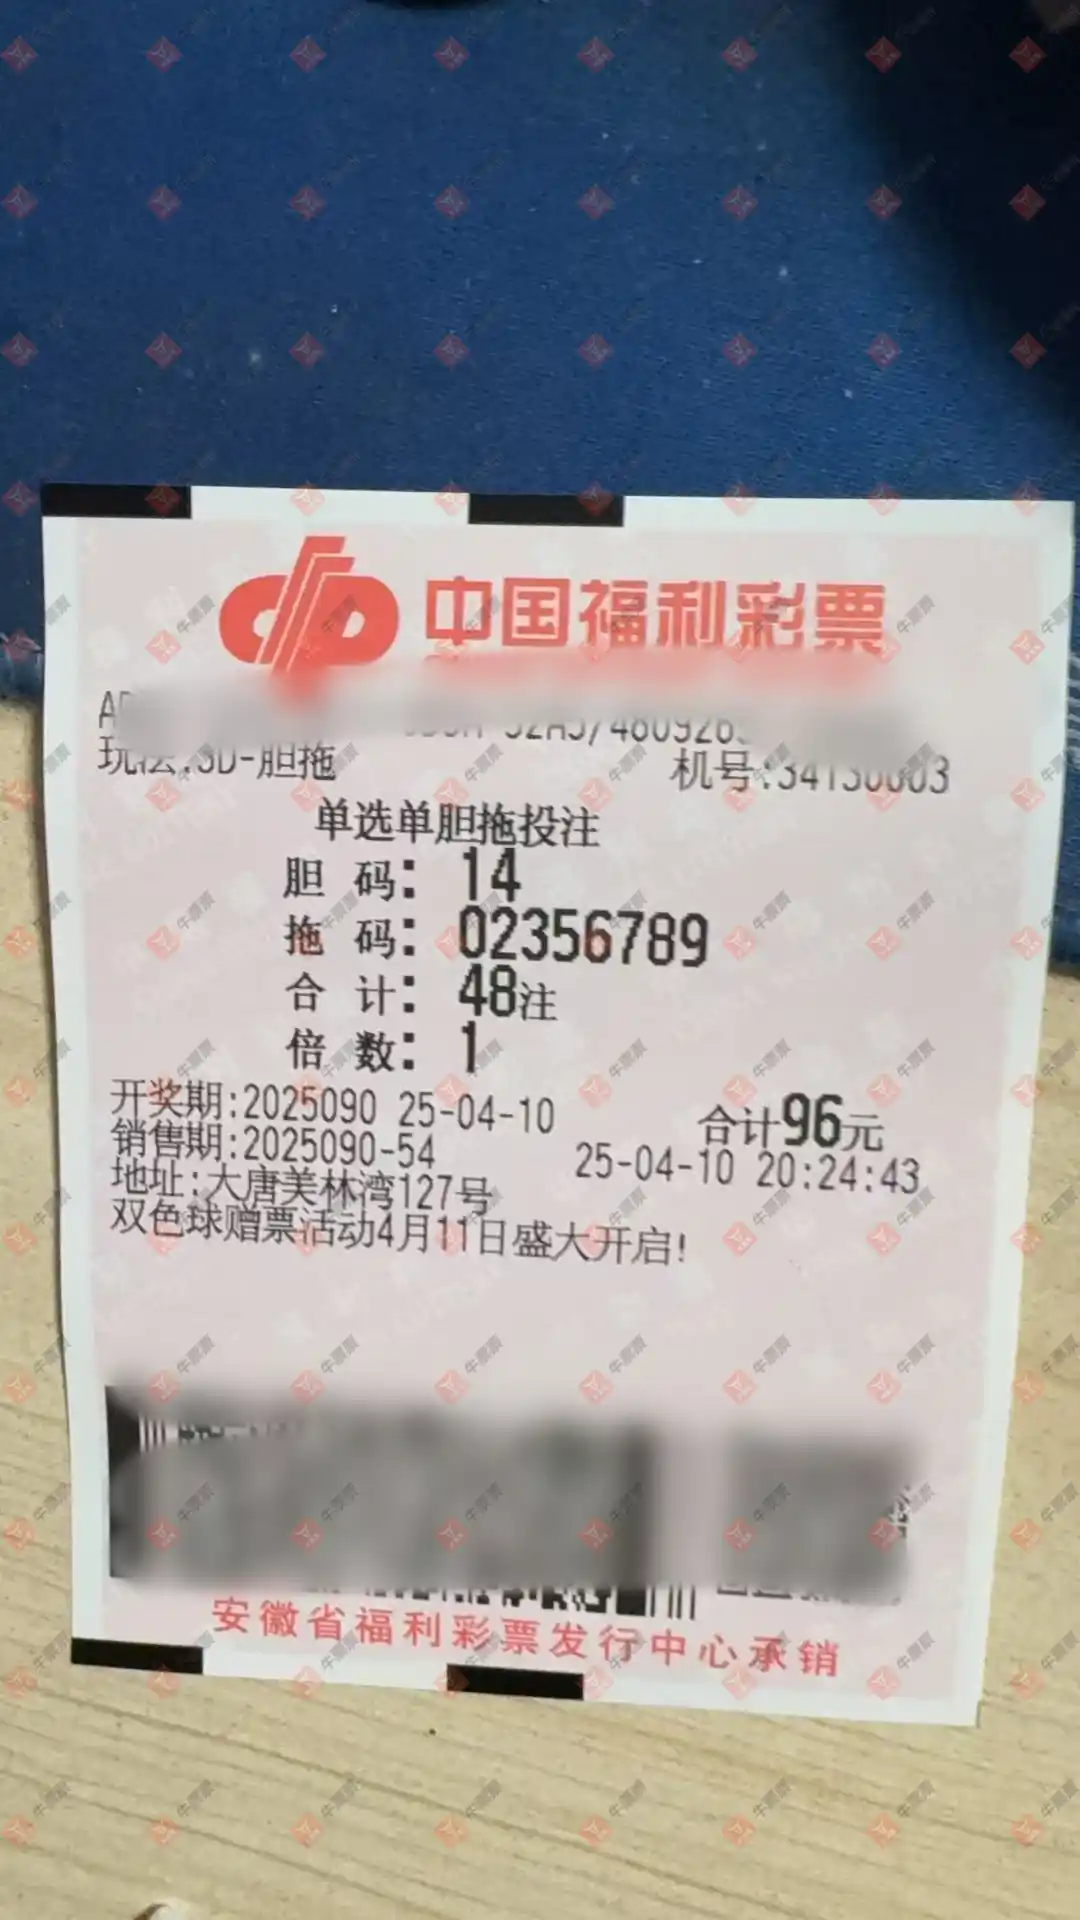 中国福利彩票
玩法:3D-胆拖
机号:34130003
单选单胆拖投注
胆 码: 14
拖 码: 02356789
合 计: 48注
倍 数: 1
开奖期:2025090 25-04-10
合计96元
销售期:2025090-54
25-04-10 20:24:43
地址:大唐美林湾127号
双色球赠票活动4月11日盛大开启!
安徽省福利彩票发行中心承销
牛票票